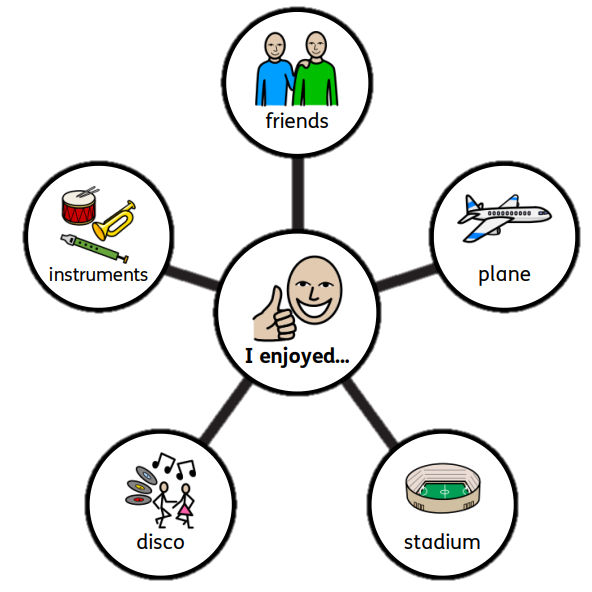 friends
instruments
plane
I enjoyed...
disco
stadium